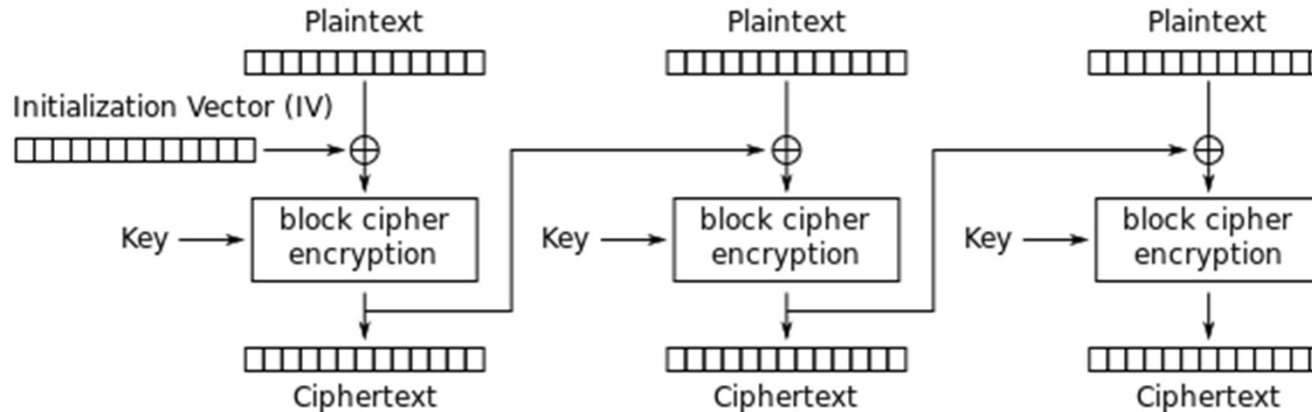 Plaintext
Plaintext
Plaintext
Initialization Vector (IV)
Key
block cipher
encryption
Key
block cipher
encryption
Key
block cipher
encryption
Ciphertext
Ciphertext
Ciphertext